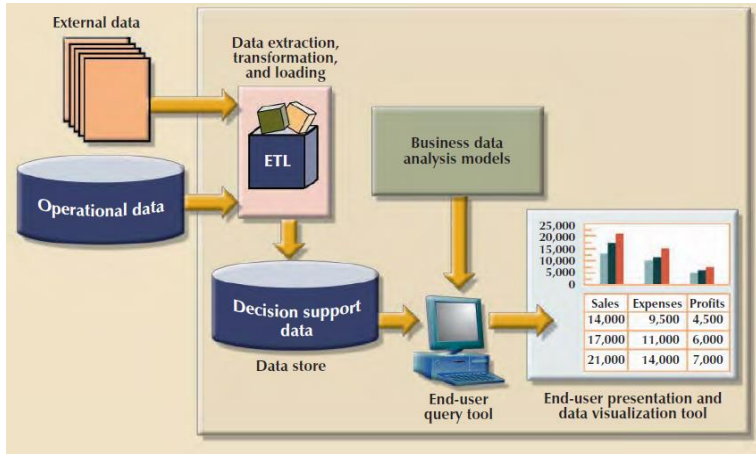 External data
Data extraction,
transformation,
and loading
ETL
Operational data
Business data
analysis models
Decision support
data
Data store
End-user
query tool
25,000
20,000
15,000
10,000
5,000
0
Sales Expenses Profits
14,000 9,500 4,500
17,000 11,000 6,000
21,000 14,000 7,000
End-user presentation and
data visualization tool